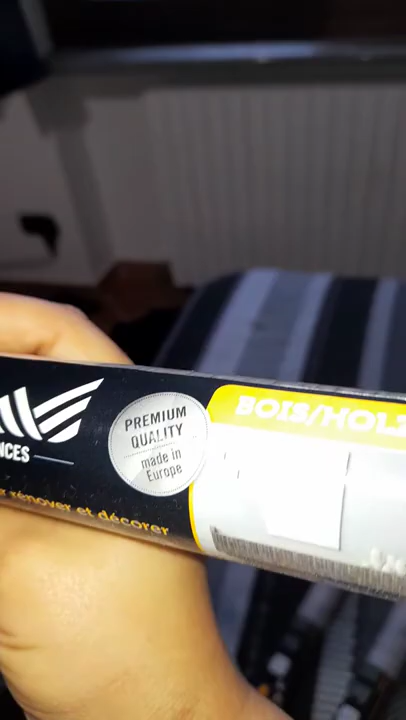 NCES
rénover et décorer
PREMIUM
QUALITY
made in
Europe
BOIS/HOLZ